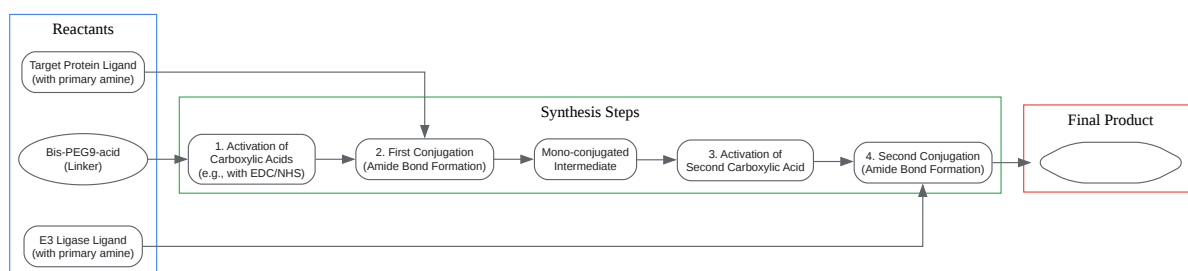 Reactants
Target Protein Ligand
(with primary amine)
Bis-PEG9-acid
(Linker)
E3 Ligase Ligand
(with primary amine)
Synthesis Steps
1. Activation of
Carboxylic Acids
(e.g., with EDC/NHS)
2. First Conjugation
(Amide Bond Formation)
Mono-conjugated
Intermediate
3. Activation of
Second Carboxylic Acid
4. Second Conjugation
(Amide Bond Formation)
Final Product